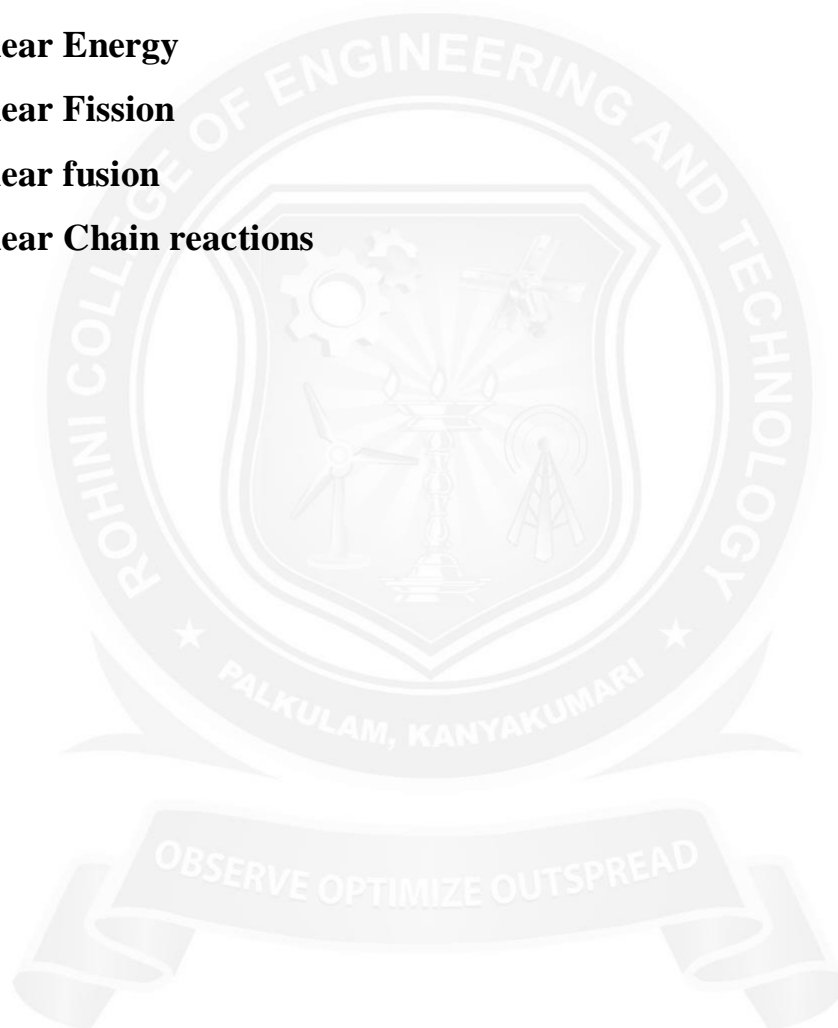 lear Energy
lear Fission
lear fusion
lear Chain reactions
ROHINI COLLEGE OF ENGINEERING AND TECHNOLOGY
PALKULAM, KANYAKUMARI
OBSERVE OPTIMIZE OUTSPREAD